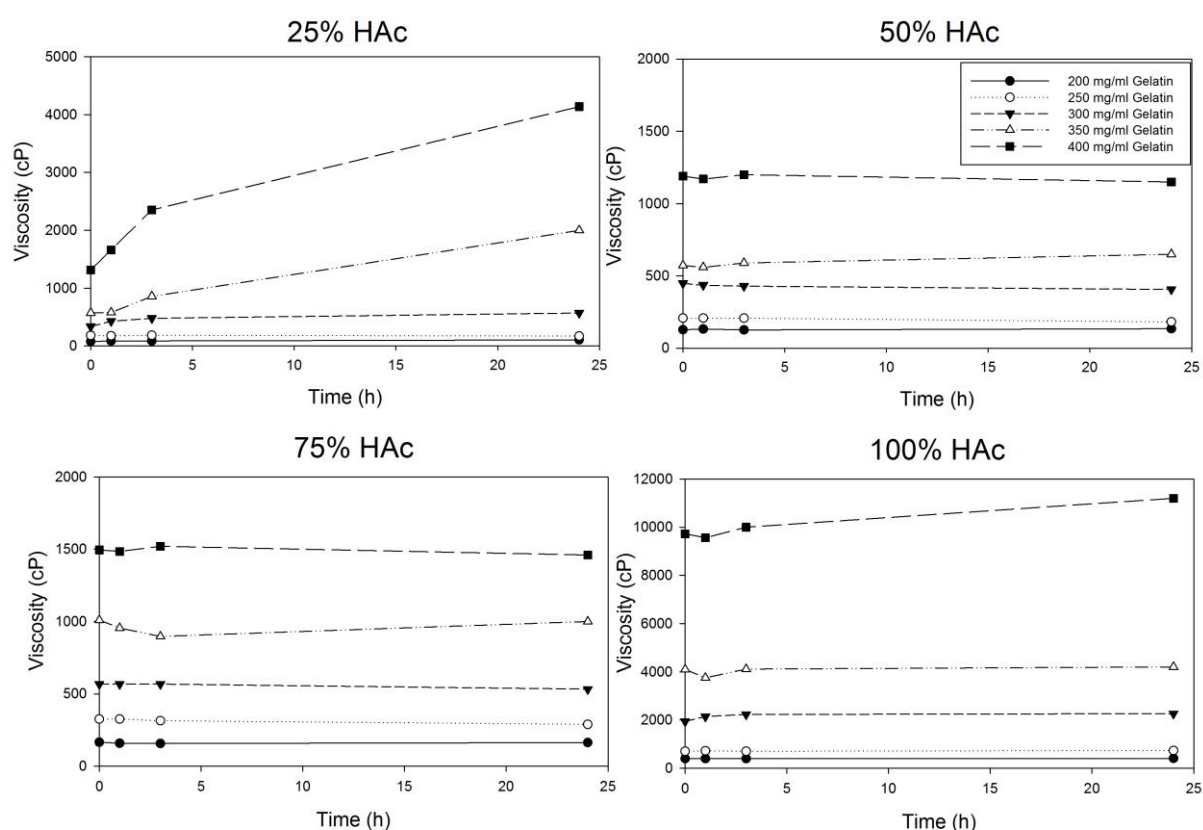 25% HAc
5000
4000
3000
2000
1000
0
Viscosity (cP)
0 5 10 15 20 25
Time (h)
50% HAc
2000
1500
1000
500
0
Viscosity (cP)
200 mg/ml Gelatin
250 mg/ml Gelatin
300 mg/ml Gelatin
350 mg/ml Gelatin
400 mg/ml Gelatin
0 5 10 15 20 25
Time (h)
75% HAc
2000
1500
1000
500
0
Viscosity (cP)
0 5 10 15 20 25
Time (h)
100% HAc
12000
10000
8000
6000
4000
2000
0
Viscosity (cP)
0 5 10 15 20 25
Time (h)